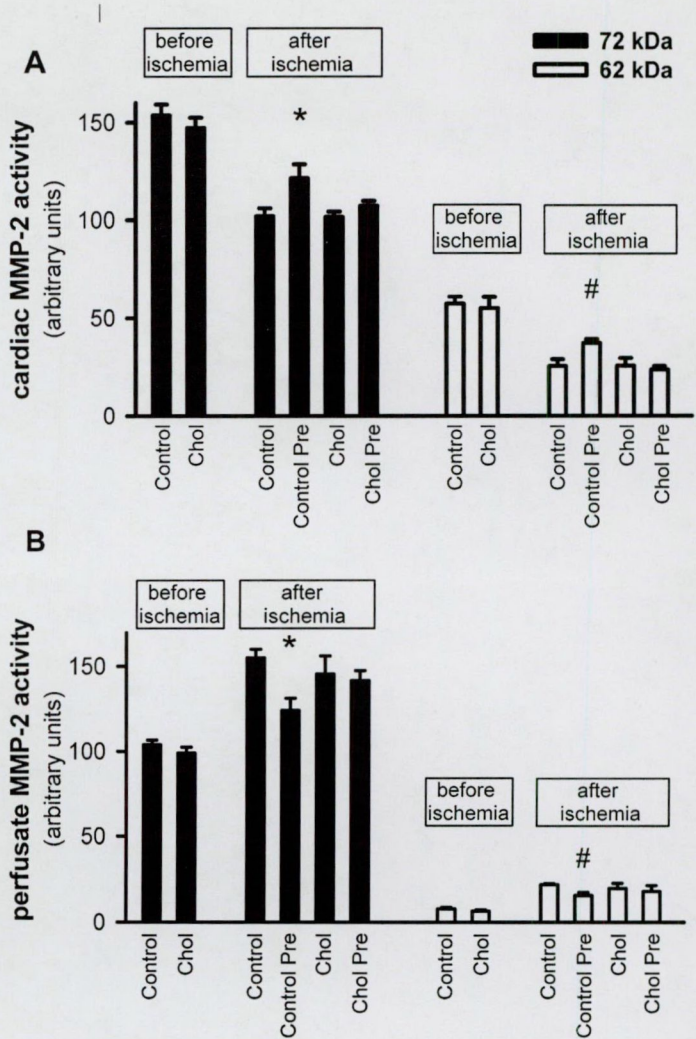 72 kDa
62 kDa
A
before
ischemia
after
ischemia
*
before
ischemia
after
ischemia
#
cardiac MMP-2 activity
(arbitrary units)
150
100
50
0
Control
Chol
Control
Control Pre
Chol
Chol Pre
Control
Chol
Control
Control Pre
Chol
Chol Pre
B
before
ischemia
after
ischemia
*
before
ischemia
after
ischemia
#
perfusate MMP-2 activity
(arbitrary units)
150
100
50
0
Control
Chol
Control
Control Pre
Chol
Chol Pre
Control
Chol
Control
Control Pre
Chol
Chol Pre